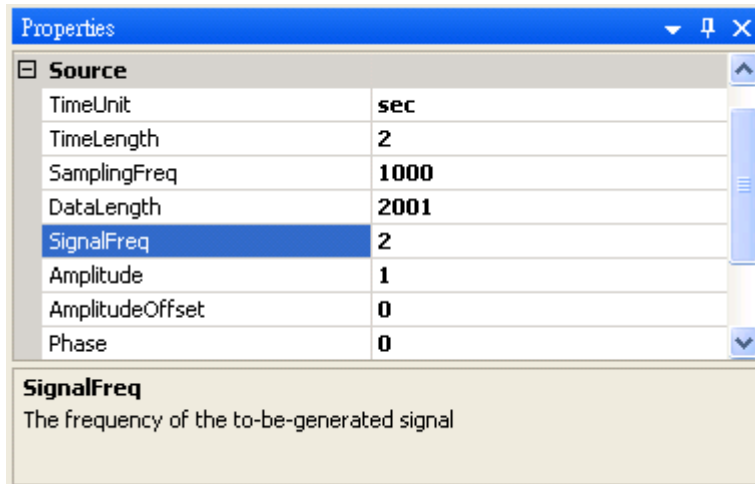 Properties
Source
TimeUnit sec
TimeLength 2
SamplingFreq 1000
DataLength 2001
SignalFreq 2
Amplitude 1
AmplitudeOffset 0
Phase 0
SignalFreq
The frequency of the to-be-generated signal